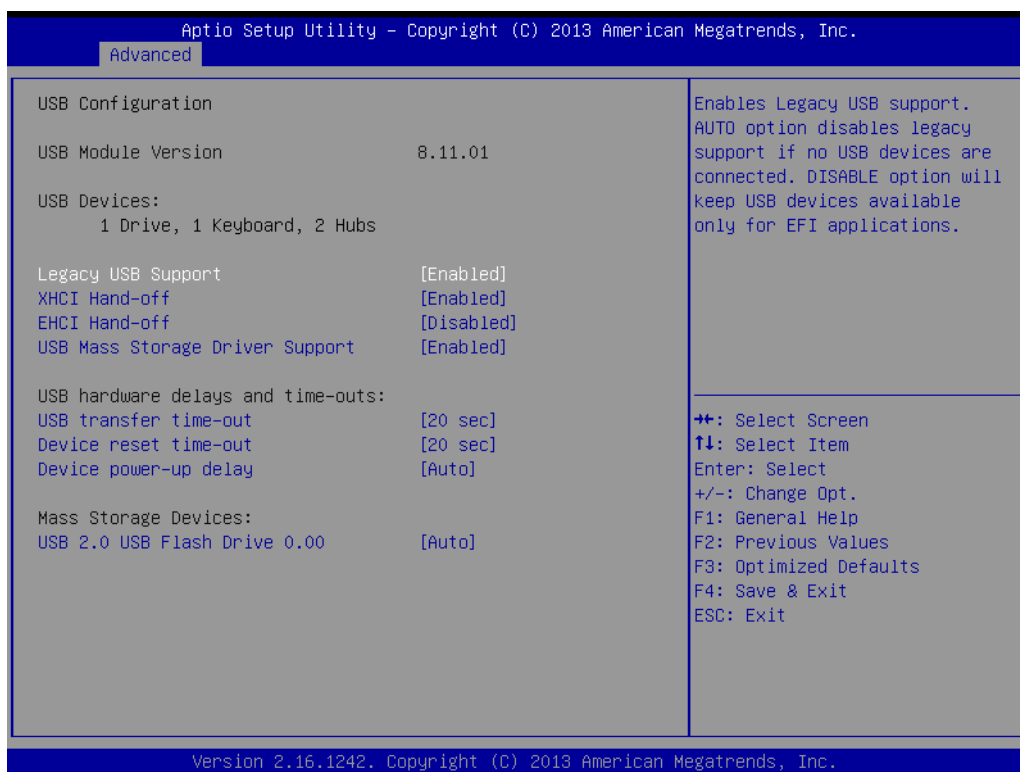 Aptio Setup Utility – Copyright (C) 2013 American Megatrends, Inc.
Advanced
USB Configuration
USB Module Version 8.11.01
USB Devices:
1 Drive, 1 Keyboard, 2 Hubs
Legacy USB Support [Enabled]
XHCI Hand-off [Enabled]
EHCI Hand-off [Disabled]
USB Mass Storage Driver Support [Enabled]
USB hardware delays and time-outs:
USB transfer time-out [20 sec]
Device reset time-out [20 sec]
Device power-up delay [Auto]
Mass Storage Devices:
USB 2.0 USB Flash Drive 0.00 [Auto]
Enables Legacy USB support.
AUTO option disables legacy
support if no USB devices are
connected. DISABLE option will
keep USB devices available
only for EFI applications.
→←: Select Screen
↑↓: Select Item
Enter: Select
+/-: Change Opt.
F1: General Help
F2: Previous Values
F3: Optimized Defaults
F4: Save & Exit
ESC: Exit
Version 2.16.1242. Copyright (C) 2013 American Megatrends, Inc.